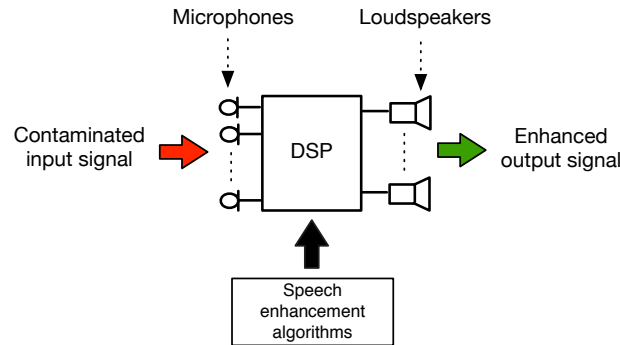 Microphones
Loudspeakers
Contaminated
input signal
DSP
Enhanced
output signal
Speech
enhancement
algorithms